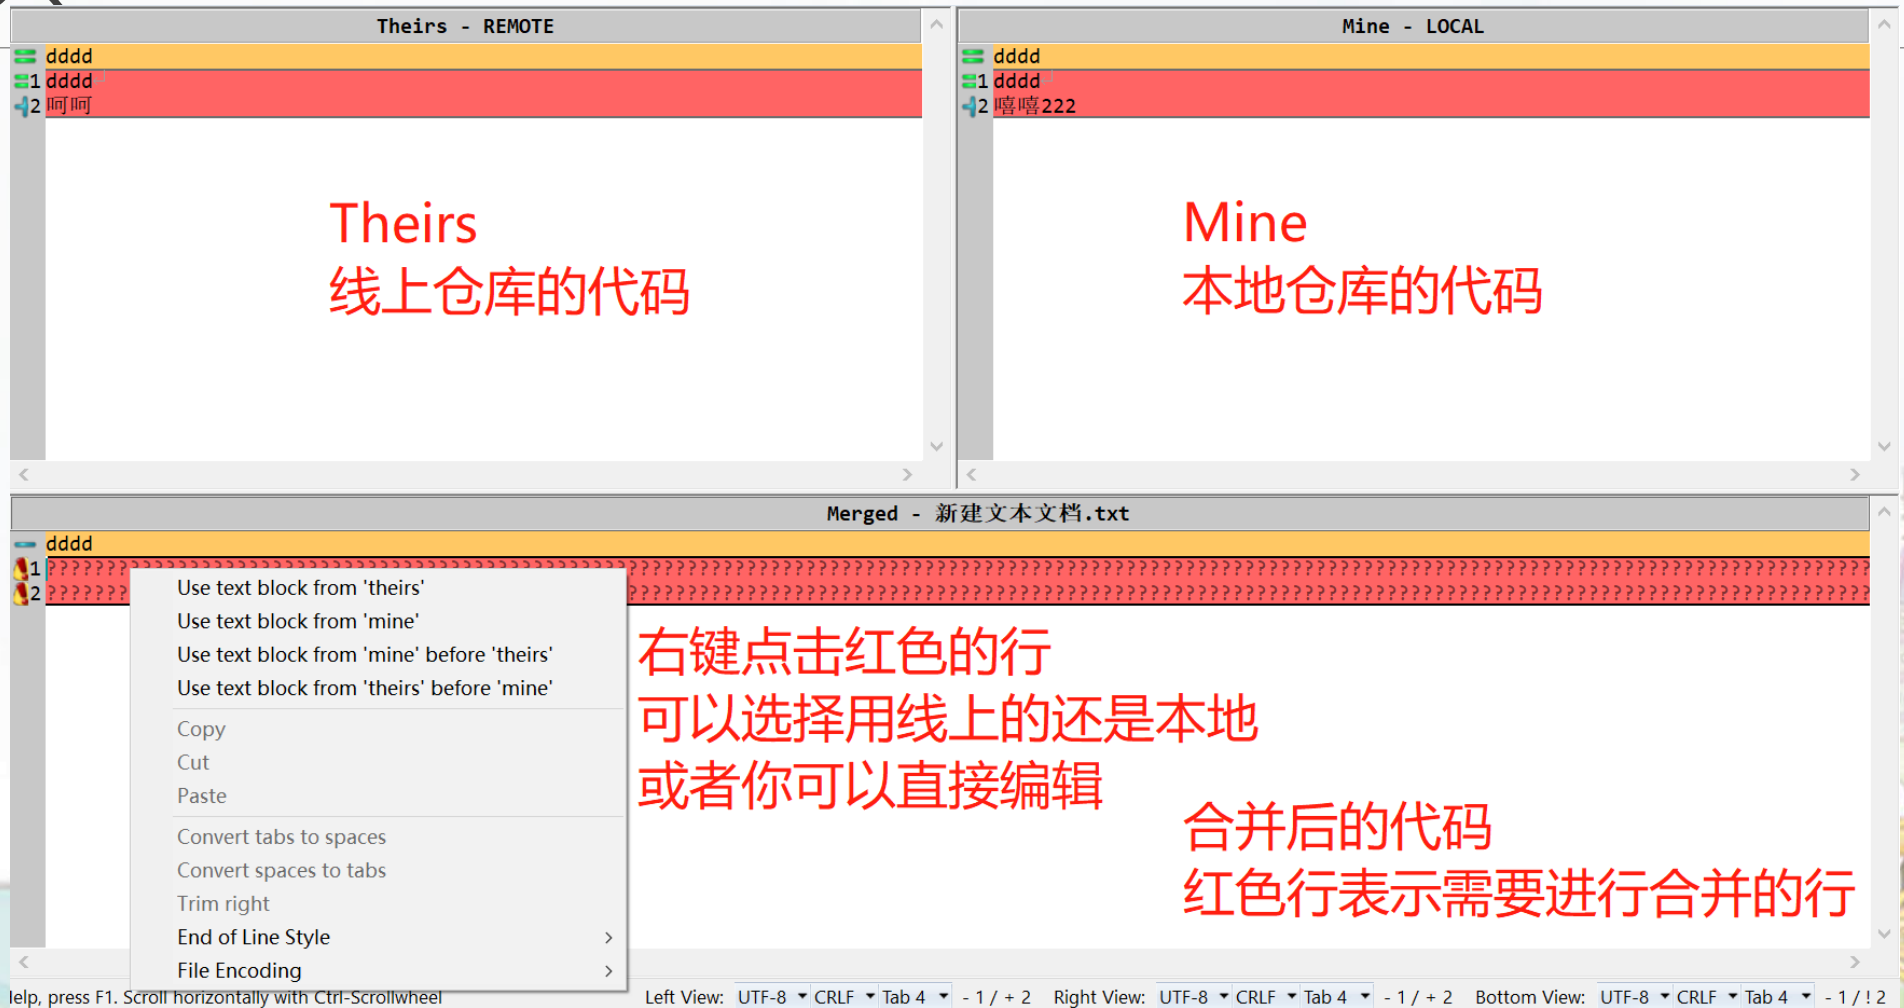 Theirs - REMOTE
dddd
1 dddd
2 呵呵
Theirs
线上仓库的代码
Mine - LOCAL
dddd
1 dddd
2 嘻嘻222
Mine
本地仓库的代码
Merged - 新建文本文档.txt
dddd
1
2
Use text block from 'theirs'
Use text block from 'mine'
Use text block from 'mine' before 'theirs'
Use text block from 'theirs' before 'mine'
Copy
Cut
Paste
Convert tabs to spaces
Convert spaces to tabs
Trim right
End of Line Style
File Encoding
右键点击红色的行
可以选择用线上的还是本地
或者你可以直接编辑
合并后的代码
红色行表示需要进行合并的行
lelp, press F1. Scroll horizontally with Ctrl-Scrollwheel Left View: UTF-8 CRLF Tab 4 - 1 / + 2 Right View: UTF-8 CRLF Tab 4 - 1 / + 2 Bottom View: UTF-8 CRLF Tab 4 - 1 / ! 2